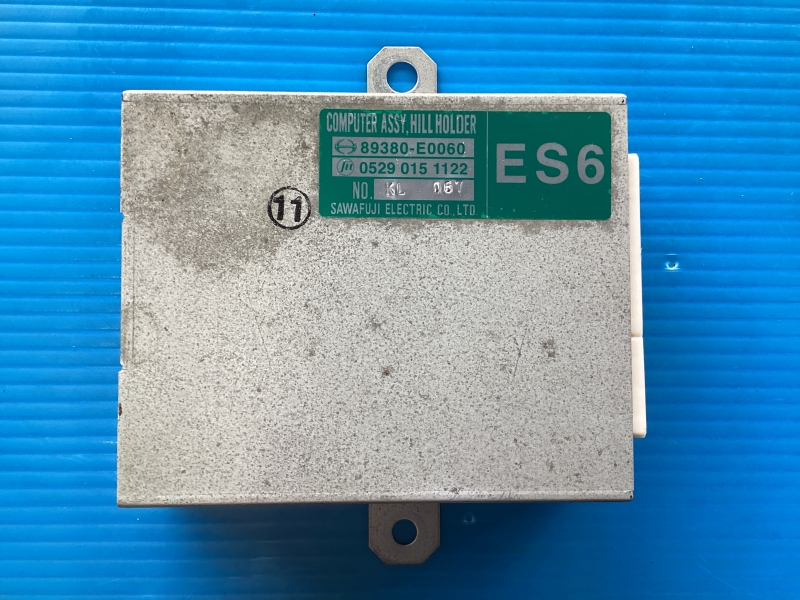 COMPUTER ASSY, HILL HOLDER
89380-E0060
0529 015 1122
NO. KL
SAWAFUJI ELECTRIC CO., LTD
ES6
11